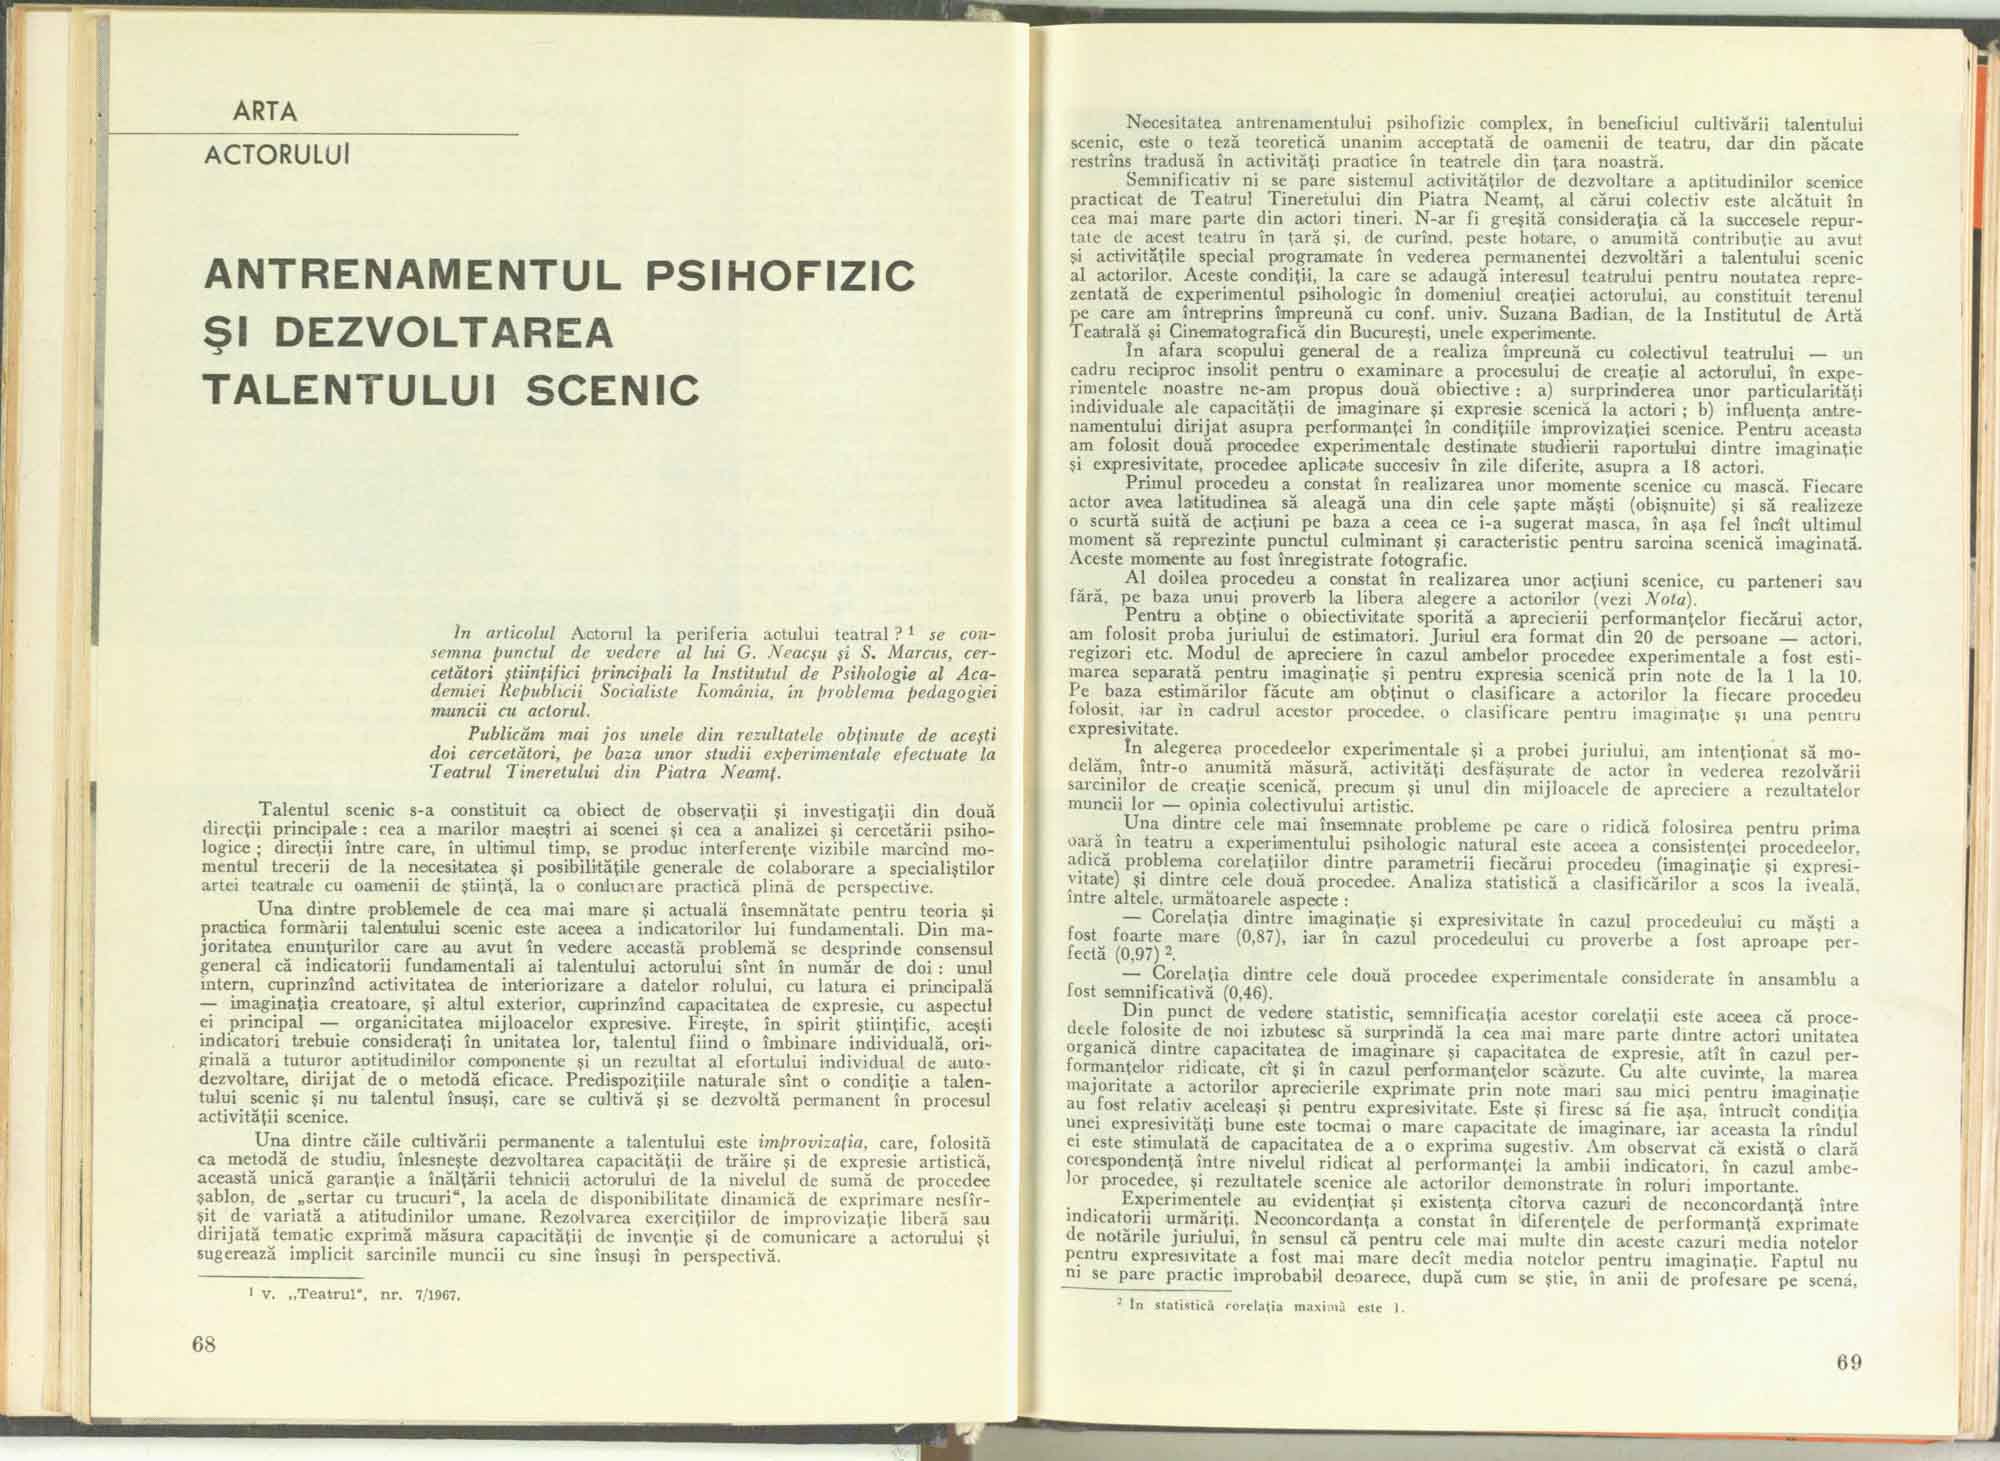 ARTA
ACTORULUI
ANTRENAMENTUL PSIHOFIZIC
ŞI DEZVOLTAREA
TALENTULUI SCENIC
In articolul Actorul la periferia actului teatral ? 1 se con-
semna punctul de vedere al lui G. Neacşu şi S. Marcus, cer-
cetători ştiinţifici principali la Institutul de Psihologie al Aca-
demiei Republicii Socialiste România, în problema pedagogiei
muncii cu actorul.
Publicăm mai jos unele din rezultatele obţinute de aceşti
doi cercetători, pe baza unor studii experimentale efectuate la
Teatrul Tineretului din Piatra Neamţ.
Talentul scenic s-a constituit ca obiect de observaţii şi investigaţii din două
direcţii principale : cea a marilor maeştri ai scenei şi cea a analizei şi cercetării psiho-
logice ; direcţii între care, în ultimul timp, se produc interferenţe vizibile marcînd mo-
mentul trecerii de la necesitatea şi posibilităţile generale de colaborare a specialiştilor
artei teatrale cu oamenii de ştiinţă, la o conlucrare practică plină de perspective.
Una dintre problemele de cea mai mare şi actuală însemnătate pentru teoria şi
practica formării talentului scenic este aceea a indicatorilor lui fundamentali. Din ma-
joritatea enunţurilor care au avut în vedere această problemă se desprinde consensul
general că indicatorii fundamentali ai talentului actorului sînt în număr de doi : unul
intern, cuprinzînd activitatea de interiorizare a datelor rolului, cu latura ei principală
— imaginaţia creatoare, şi altul exterior, cuprinzînd capacitatea de expresie, cu aspectul
ei principal — organicitatea mijloacelor expresive. Fireşte, în spirit ştiinţific, aceşti
indicatori trebuie consideraţi în unitatea lor, talentul fiind o îmbinare individuală, ori-
ginală a tuturor aptitudinilor componente şi un rezultat al efortului individual de auto-
dezvoltare, dirijat de o metodă eficace. Predispoziţiile naturale sînt o condiţie a talen-
tului scenic şi nu talentul însuşi, care se cultivă şi se dezvoltă permanent în procesul
activităţii scenice.
Una dintre căile cultivării permanente a talentului este improvizaţia, care, folosită
ca metodă de studiu, înlesneşte dezvoltarea capacităţii de trăire şi de expresie artistică,
această unică garanţie a înălţării tehnicii actorului de la nivelul de sumă de procedee
şablon, de „sertar cu trucuri“, la acela de disponibilitate dinamică de exprimare nesfîr-
şit de variată a atitudinilor umane. Rezolvarea exerciţiilor de improvizaţie liberă sau
dirijată tematic exprimă măsura capacităţii de invenţie şi de comunicare a actorului şi
sugerează implicit sarcinile muncii cu sine însuşi în perspectivă.
1 v. „Teatrul“, nr. 7/1967.
68
Necesitatea antrenamentului psihofizic complex, în beneficiul cultivării talentului
scenic, este o teză teoretică unanim acceptată de oamenii de teatru, dar din păcate
restrîns tradusă în activităţi practice în teatrele din ţara noastră.
Semnificativ ni se pare sistemul activităţilor de dezvoltare a aptitudinilor scenice
practicat de Teatrul Tineretului din Piatra Neamţ, al cărui colectiv este alcătuit în
cea mai mare parte din actori tineri. N-ar fi greşită consideraţia că la succesele repur-
tate de acest teatru în ţară şi, de curînd, peste hotare, o anumită contribuţie au avut
şi activităţile special programate în vederea permanentei dezvoltări a talentului scenic
al actorilor. Aceste condiţii, la care se adaugă interesul teatrului pentru noutatea repre-
zentată de experimentul psihologic în domeniul creaţiei actorului, au constituit terenul
pe care am întreprins împreună cu conf. univ. Suzana Badian, de la Institutul de Artă
Teatrală şi Cinematografică din Bucureşti, unele experimente.
În afara scopului general de a realiza împreună cu colectivul teatrului — un
cadru reciproc insolit pentru o examinare a procesului de creaţie al actorului, în expe-
rimentele noastre ne-am propus două obiective : a) surprinderea unor particularităţi
individuale ale capacităţii de imaginare şi expresie scenică la actori ; b) influenţa antre-
namentului dirijat asupra performanţei în condiţiile improvizaţiei scenice. Pentru aceasta
am folosit două procedee experimentale destinate studierii raportului dintre imaginaţie
şi expresivitate, procedee aplicate succesiv în zile diferite, asupra a 18 actori.
Primul procedeu a constat în realizarea unor momente scenice cu mască. Fiecare
actor avea latitudinea să aleagă una din cele şapte măşti (obişnuite) şi să realizeze
o scurtă suită de acţiuni pe baza a ceea ce i-a sugerat masca, în aşa fel încît ultimul
moment să reprezinte punctul culminant şi caracteristic pentru sarcina scenică imaginată.
Aceste momente au fost înregistrate fotografic.
Al doilea procedeu a constat în realizarea unor acţiuni scenice, cu parteneri sau
fără, pe baza unui proverb la libera alegere a actorilor (vezi Nota).
Pentru a obţine o obiectivitate sporită a aprecierii performanţelor fiecărui actor,
am folosit proba juriului de estimatori. Juriul era format din 20 de persoane — actori,
regizori etc. Modul de apreciere în cazul ambelor procedee experimentale a fost esti-
marea separată pentru imaginaţie şi pentru expresia scenică prin note de la 1 la 10.
Pe baza estimărilor făcute am obţinut o clasificare a actorilor la fiecare procedeu
folosit, iar în cadrul acestor procedee, o clasificare pentru imaginaţie şi una pentru
expresivitate.
În alegerea procedeelor experimentale şi a probei juriului, am intenţionat să mo-
delăm, într-o anumită măsură, activităţi desfăşurate de actor în vederea rezolvării
sarcinilor de creaţie scenică, precum şi unul din mijloacele de apreciere a rezultatelor
muncii lor — opinia colectivului artistic.
Una dintre cele mai însemnate probleme pe care o ridică folosirea pentru prima
oară în teatru a experimentului psihologic natural este aceea a consistenţei procedeelor,
adică problema corelaţiilor dintre parametrii fiecărui procedeu (imaginaţie şi expresi-
vitate) şi dintre cele două procedee. Analiza statistică a clasificărilor a scos la iveală,
între altele, următoarele aspecte :
— Corelaţia dintre imaginaţie şi expresivitate în cazul procedeului cu măşti a
fost foarte mare (0,87), iar în cazul procedeului cu proverbe a fost aproape per-
fectă (0,97) 2.
— Corelaţia dintre cele două procedee experimentale considerate în ansamblu a
fost semnificativă (0,46).
Din punct de vedere statistic, semnificaţia acestor corelaţii este aceea că proce-
deele folosite de noi izbutesc să surprindă la cea mai mare parte dintre actori unitatea
organică dintre capacitatea de imaginare şi capacitatea de expresie, atît în cazul per-
formanţelor ridicate, cît şi în cazul performanţelor scăzute. Cu alte cuvinte, la marea
majoritate a actorilor aprecierile exprimate prin note mari sau mici pentru imaginaţie
au fost relativ aceleaşi şi pentru expresivitate. Este şi firesc să fie aşa, întrucît condiţia
unei expresivităţi bune este tocmai o mare capacitate de imaginare, iar aceasta la rîndul
ei este stimulată de capacitatea de a o exprima sugestiv. Am observat că există o clară
corespondenţă între nivelul ridicat al performanţei la ambii indicatori, în cazul ambe-
lor procedee, şi rezultatele scenice ale actorilor demonstrate în roluri importante.
Experimentele au evidenţiat şi existenţa cîtorva cazuri de neconcordanţă între
indicatorii urmăriţi. Neconcordanţa a constat în diferenţele de performanţă exprimate
de notările juriului, în sensul că pentru cele mai multe din aceste cazuri media notelor
pentru expresivitate a fost mai mare decît media notelor pentru imaginaţie. Faptul nu
ni se pare practic improbabil deoarece, după cum se ştie, în anii de profesare pe scenă,
2 In statistică corelaţia maximă este 1.
69